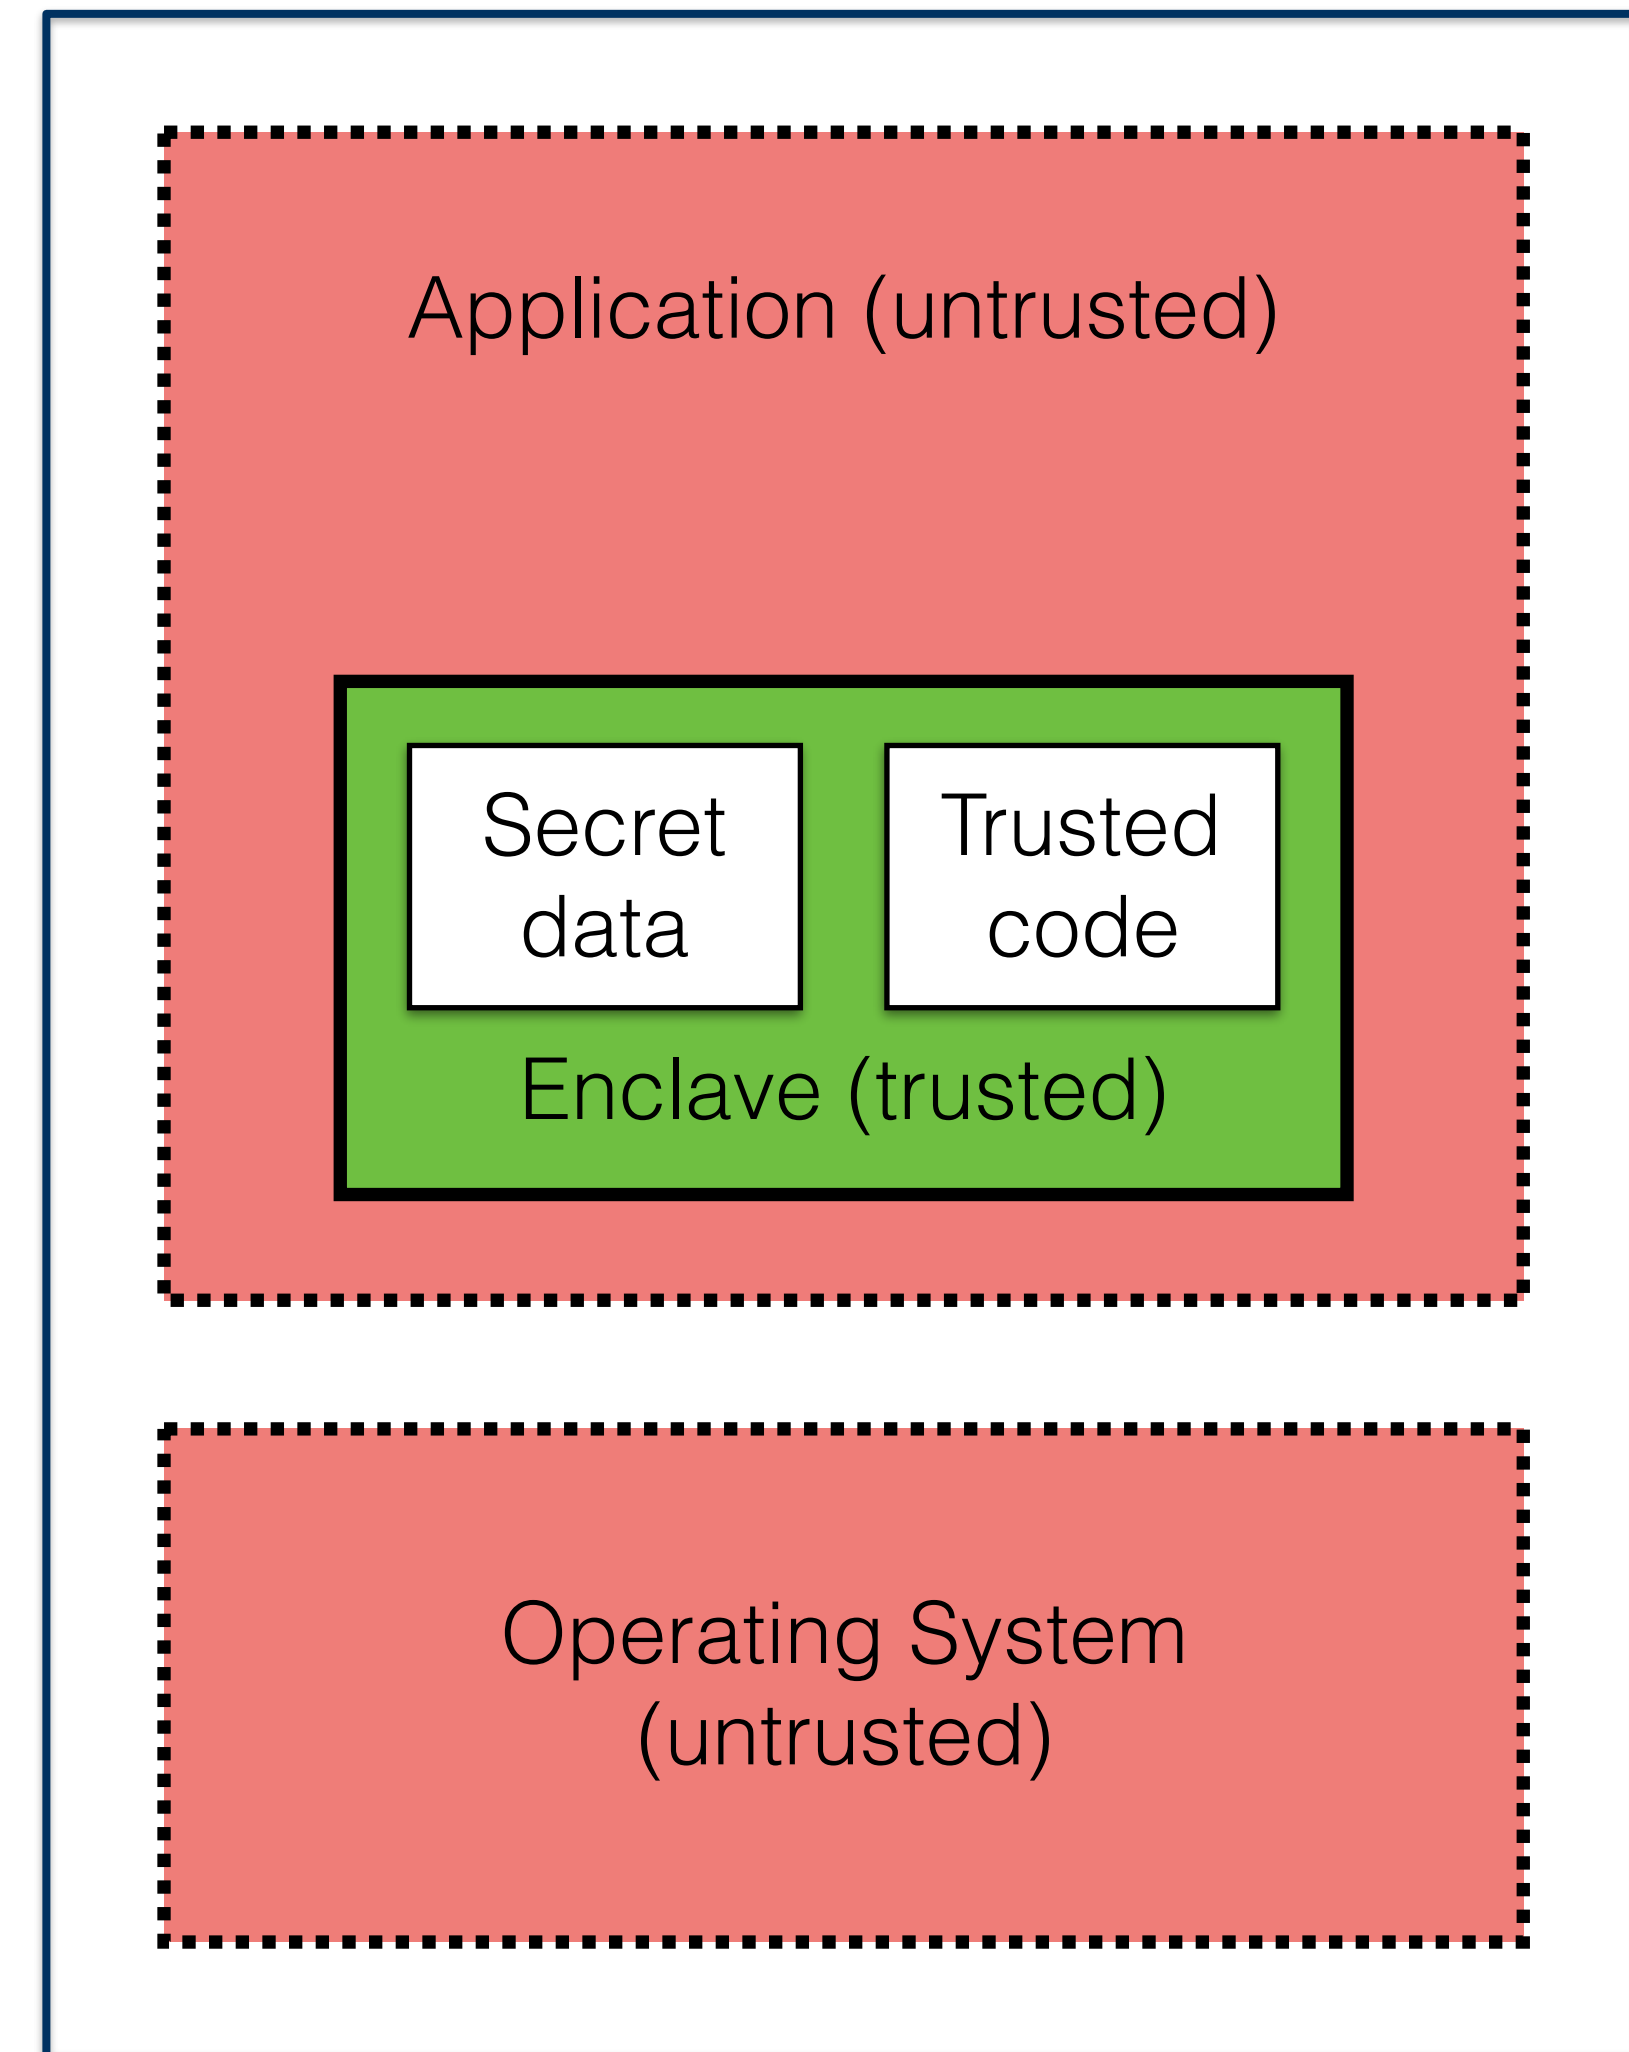 Application (untrusted)
Secret
data
Trusted
code
Enclave (trusted)
Operating System
(untrusted)